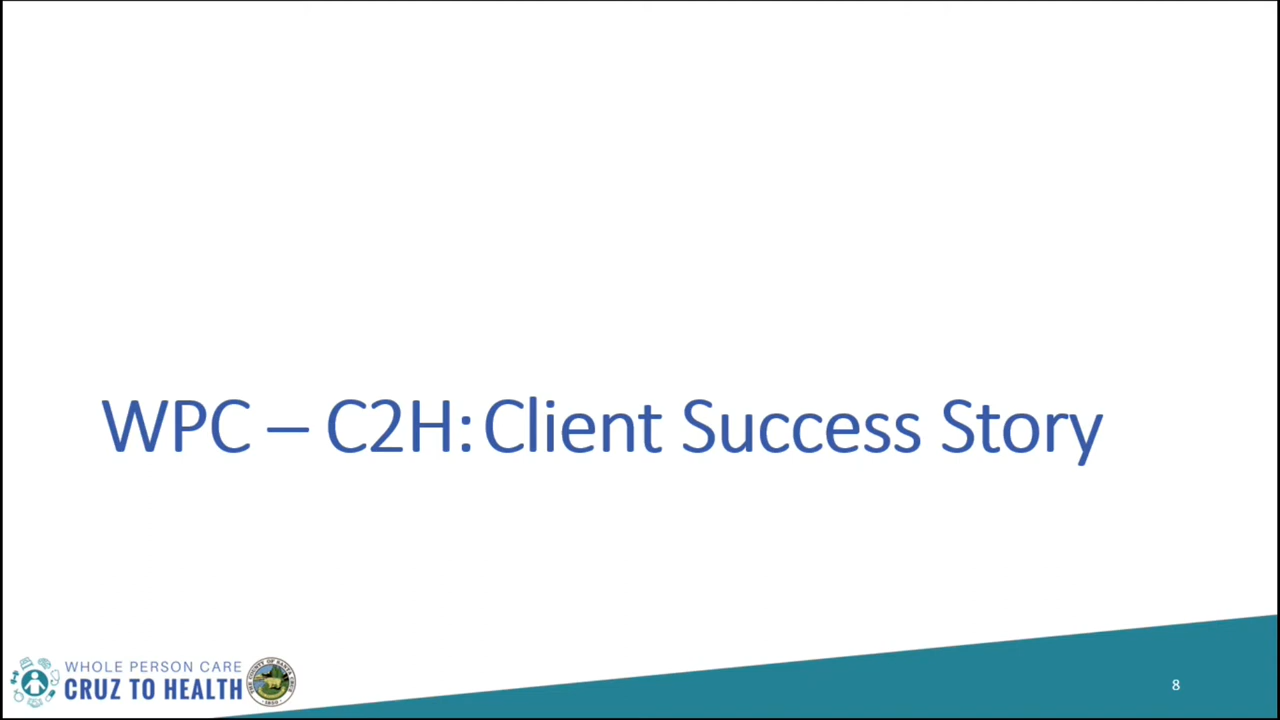 WPC – C2H: Client Success Story
WHOLE PERSON CARE
CRUZ TO HEALTH
8